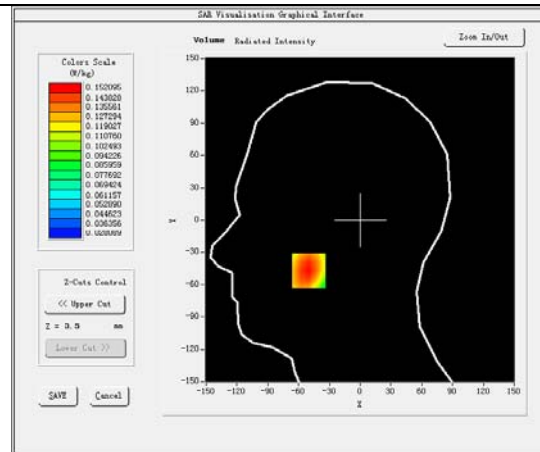 SAR Visualisation Graphical Interface
Volume Radiated Intensity
Zoom In/Out
Colors Scale
(W/kg)
0.152095
0.143828
0.135561
0.127294
0.119027
0.110760
0.102493
0.094226
0.085959
0.077692
0.069424
0.061157
0.052890
0.044623
0.036356
150
120
90
60
30
0
-30
-60
-90
-120
-150
Y
-150 -120 -90 -60 -30 0 30 60 90 120 150
X
Z-Cuts Control
<< Upper Cut
Z = 3.5 mm
Lower Cut >>
SAVE Cancel